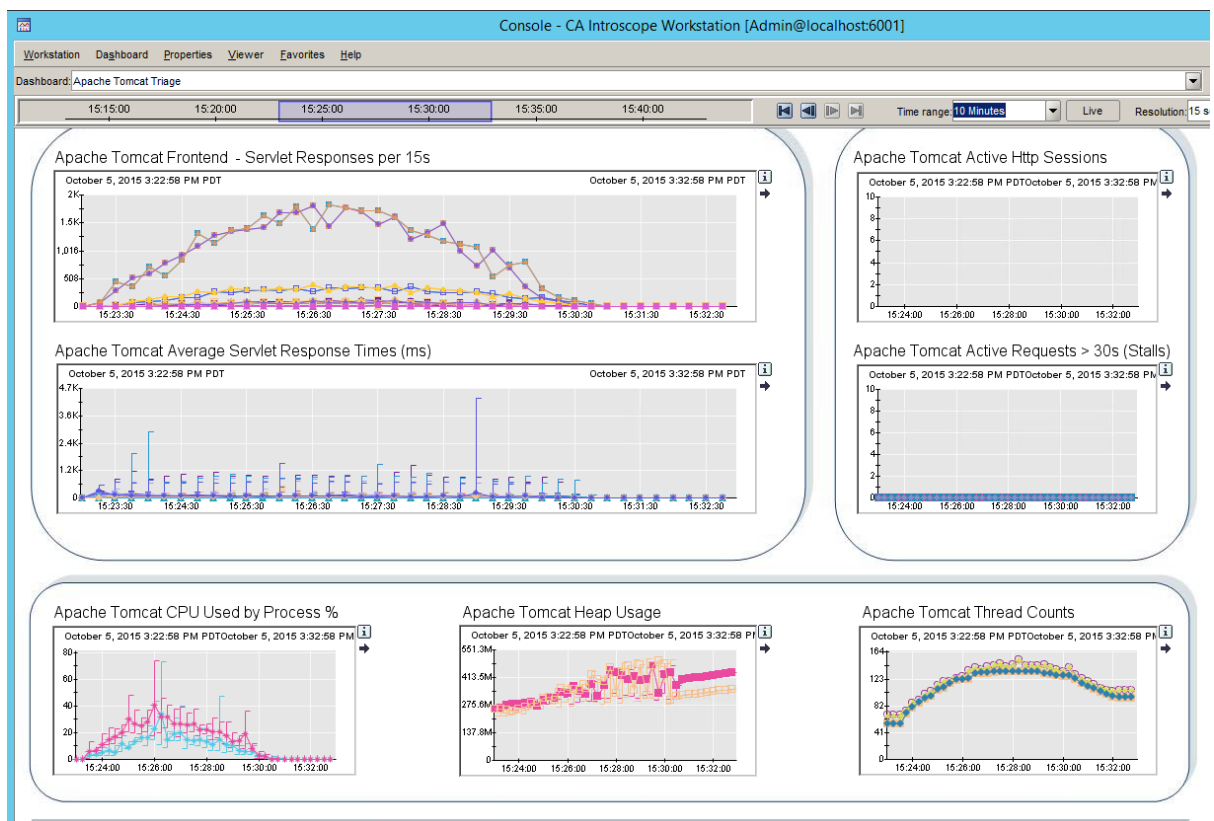 Console - CA Introscope Workstation [Admin@localhost:6001]
Workstation Dashboard Properties Viewer Favorites Help
Dashboard: Apache Tomcat Triage
15:15:00 15:20:00 15:25:00 15:30:00 15:35:00 15:40:00 Time range: 10 Minutes Live Resolution: 15 s
Apache Tomcat Frontend - Servlet Responses per 15s
October 5, 2015 3:22:58 PM PDT October 5, 2015 3:32:58 PM PDT
2K
1.5K
1,016
508
0
15:23:30 15:24:30 15:25:30 15:26:30 15:27:30 15:28:30 15:29:30 15:30:30 15:31:30 15:32:30
Apache Tomcat Active Http Sessions
October 5, 2015 3:22:58 PM PDTOctober 5, 2015 3:32:58 PM
10
8
6
4
2
0
15:24:00 15:26:00 15:28:00 15:30:00 15:32:00
Apache Tomcat Average Servlet Response Times (ms)
October 5, 2015 3:22:58 PM PDT October 5, 2015 3:32:58 PM PDT
4.7K
3.6K
2.4K
1.2K
0
15:23:30 15:24:30 15:25:30 15:26:30 15:27:30 15:28:30 15:29:30 15:30:30 15:31:30 15:32:30
Apache Tomcat Active Requests > 30s (Stalls)
October 5, 2015 3:22:58 PM PDTOctober 5, 2015 3:32:58 PM
10
8
6
4
2
0
15:24:00 15:26:00 15:28:00 15:30:00 15:32:00
Apache Tomcat CPU Used by Process %
October 5, 2015 3:22:58 PM PDTOctober 5, 2015 3:32:58 PM
80
60
40
20
0
15:24:00 15:26:00 15:28:00 15:30:00 15:32:00
Apache Tomcat Heap Usage
October 5, 2015 3:22:58 PM PDTOctober 5, 2015 3:32:58 PM
551.3M
413.5M
275.6M
137.8M
0
15:24:00 15:26:00 15:28:00 15:30:00 15:32:00
Apache Tomcat Thread Counts
October 5, 2015 3:22:58 PM PDTOctober 5, 2015 3:32:58 PM
164
123
82
41
0
15:24:00 15:26:00 15:28:00 15:30:00 15:32:00